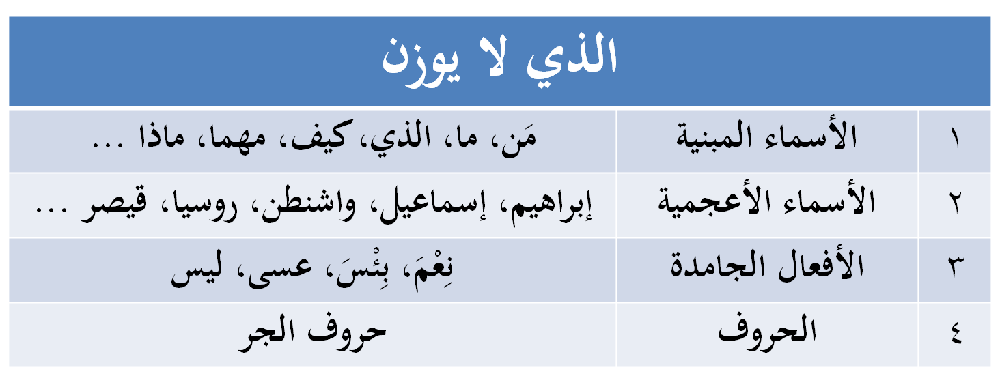 الذي لا يوزن
١ الأسماء المبنية مَن، ما، الذي، كيف، مهما، ماذا ...
٢ الأسماء الأعجمية إبراهيم، إسماعيل، واشنطن، روسيا، قيصر ...
٣ الأفعال الجامدة نِعْمَ، بِئْسَ، عسى، ليس
٤ الحروف حروف الجر